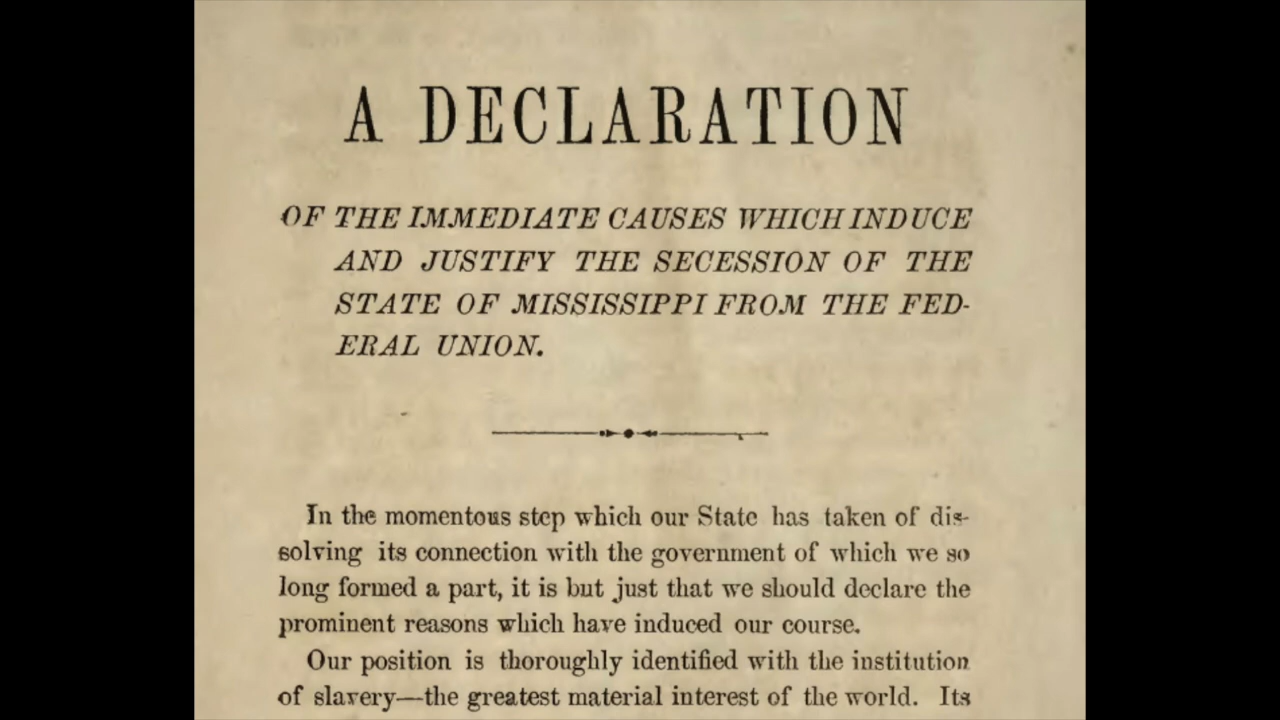 A DECLARATION
OF THE IMMEDIATE CAUSES WHICH INDUCE
AND JUSTIFY THE SECESSION OF THE
STATE OF MISSISSIPPI FROM THE FED-
ERAL UNION.
In the momentous step which our State has taken of dis-
solving its connection with the government of which we so
long formed a part, it is but just that we should declare the
prominent reasons which have induced our course.
Our position is thoroughly identified with the institution
of slavery—the greatest material interest of the world. Its